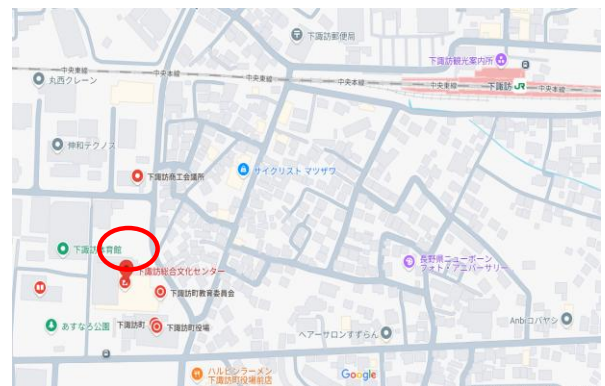 下諏訪郵便局
下諏訪観光案内所
中央東線
中央本線
中央本線
中央東線
下諏訪 JR
中央本線
丸西クレーン
伸和テクノス
下諏訪商工会議所
サイクリスト マツザワ
下諏訪体育館
下諏訪総合文化センター
長野県ニューボーン
フォト・アニバーサリー
下諏訪町教育委員会
あすなろ公園
下諏訪町
下諏訪町役場
ヘアーサロンすずらん
Anbi コバヤシ
ハルピンラーメン
下諏訪町役場前店
Google